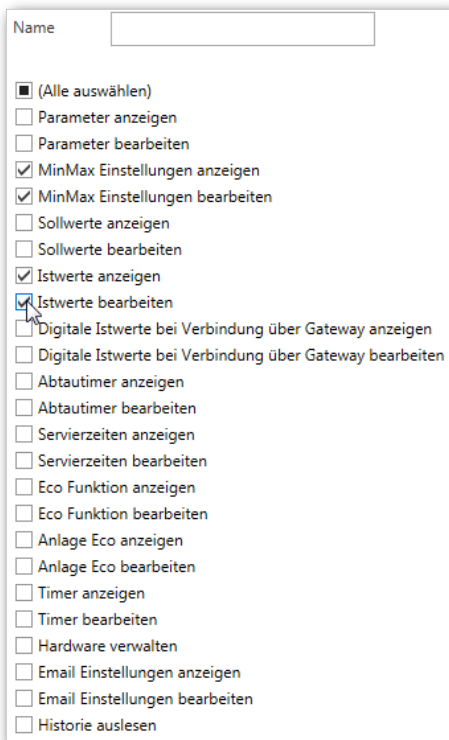 Name
(Alle auswählen)
Parameter anzeigen
Parameter bearbeiten
MinMax Einstellungen anzeigen
MinMax Einstellungen bearbeiten
Sollwerte anzeigen
Sollwerte bearbeiten
Istwerte anzeigen
Istwerte bearbeiten
Digitale Istwerte bei Verbindung über Gateway anzeigen
Digitale Istwerte bei Verbindung über Gateway bearbeiten
Abtautimer anzeigen
Abtautimer bearbeiten
Servierzeiten anzeigen
Servierzeiten bearbeiten
Eco Funktion anzeigen
Eco Funktion bearbeiten
Anlage Eco anzeigen
Anlage Eco bearbeiten
Timer anzeigen
Timer bearbeiten
Hardware verwalten
Email Einstellungen anzeigen
Email Einstellungen bearbeiten
Historie auslesen